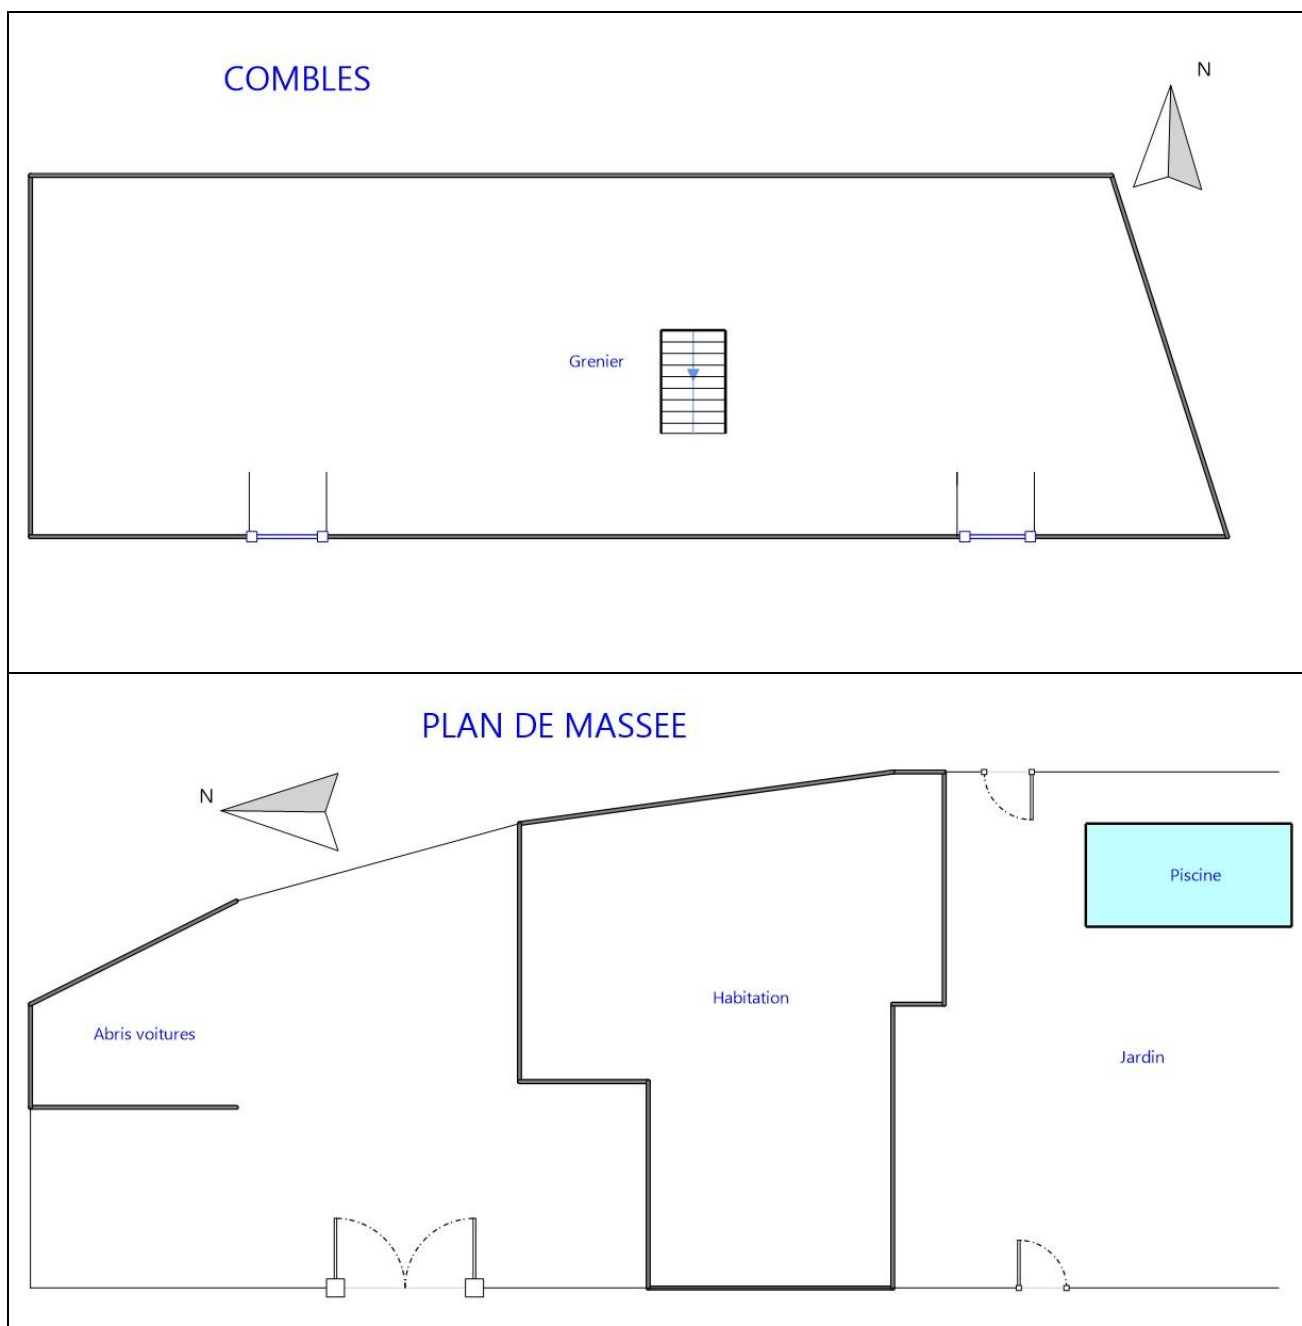 COMBLES
N
Grenier
PLAN DE MASSEE
N
Piscine
Habitation
Abris voitures
Jardin